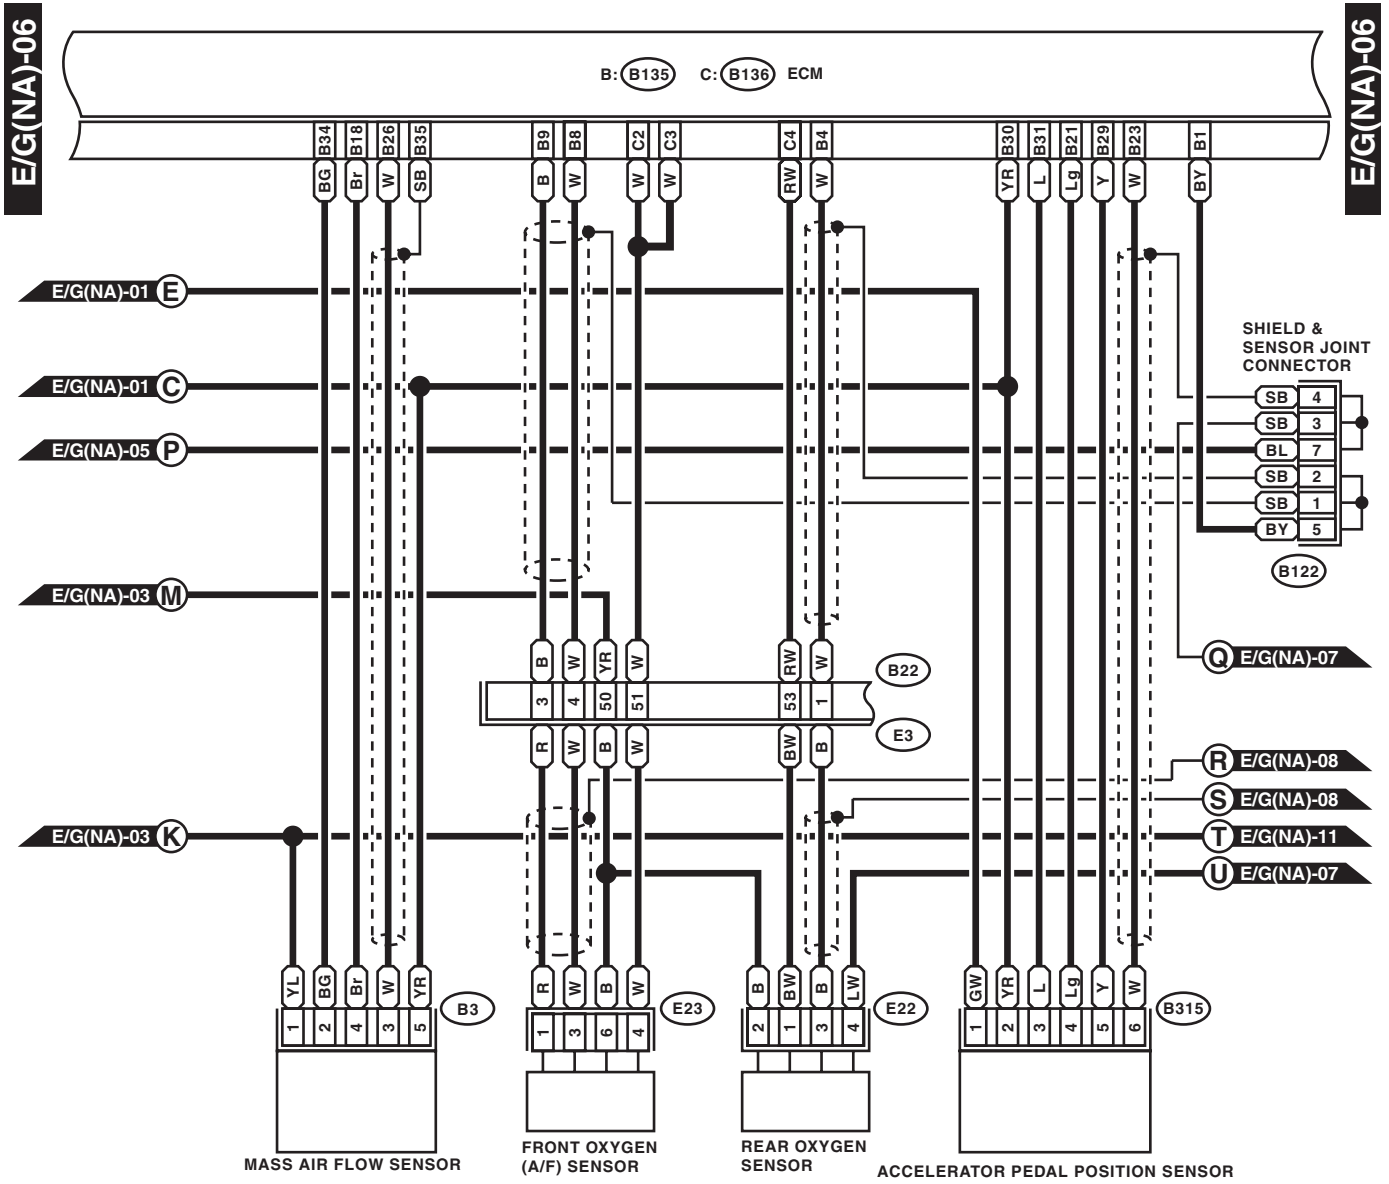 E/G(NA)-06
E/G(NA)-06
B: B135 C: B136 ECM
B34 B18 B26 B35 B9 B8 C2 C3 C4 B4 B30 B31 B21 B29 B23 B1
BG Br W SB B W W W RW W YR L Lg Y W BY
E/G(NA)-01 E
SHIELD &
SENSOR JOINT
CONNECTOR
E/G(NA)-01 C
SB 4
SB 3
E/G(NA)-05 P
BL 7
SB 2
SB 1
BY 5
B122
E/G(NA)-03 M
Q E/G(NA)-07
B W YR W RW W B22
3 4 50 51 53 1
E3
R W B W BW B
R E/G(NA)-08
S E/G(NA)-08
E/G(NA)-03 K
T E/G(NA)-11
U E/G(NA)-07
YL BG Br W YR R W B W B BW B LW GW YR L Lg Y W
B3 E23 E22 B315
1 2 4 3 5 1 3 6 4 2 1 3 4 1 2 3 4 5 6
MASS AIR FLOW SENSOR
FRONT OXYGEN
(A/F) SENSOR
REAR OXYGEN
SENSOR
ACCELERATOR PEDAL POSITION SENSOR